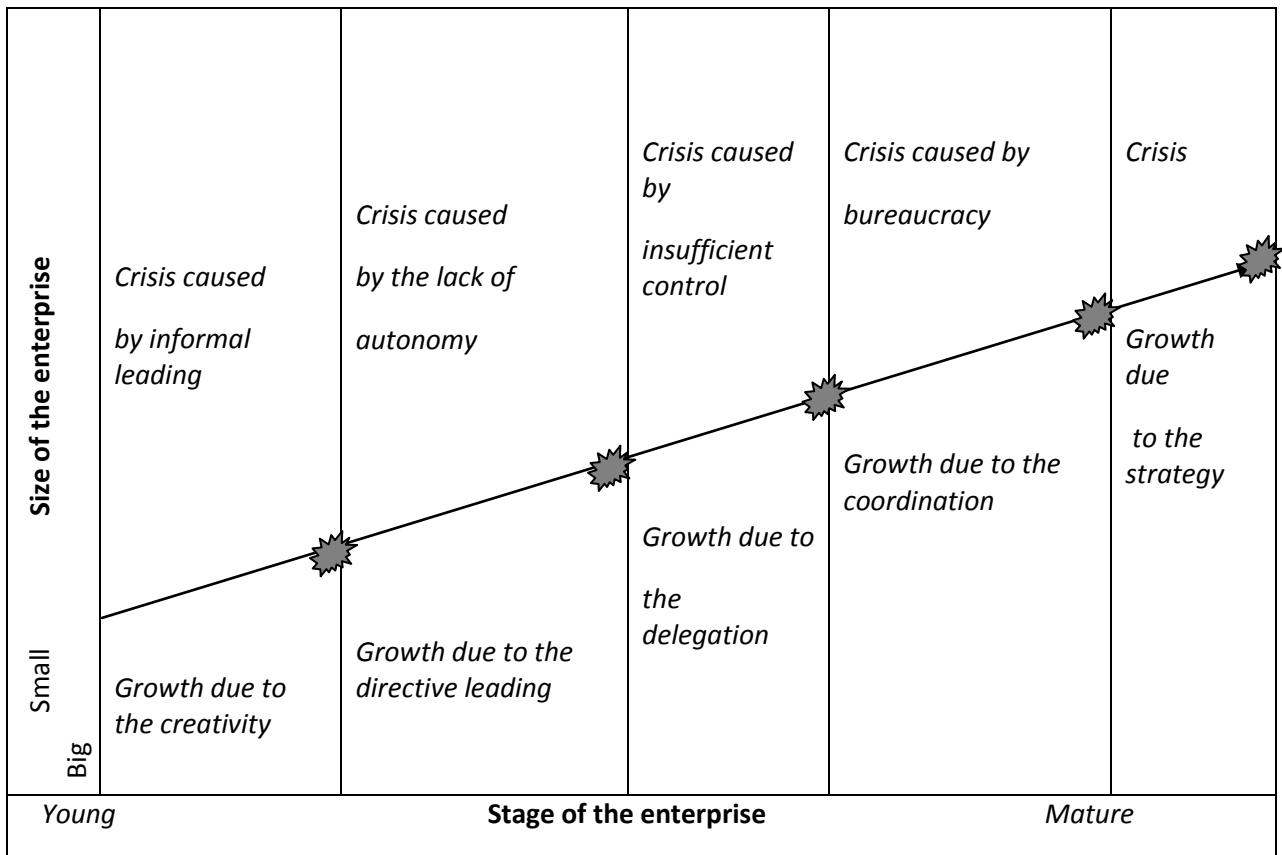 Size of the enterprise
Small
Big
Crisis caused
by informal
leading
Growth due to
the creativity
Crisis caused
by the lack of
autonomy
Growth due to the
directive leading
Crisis caused
by
insufficient
control
Growth due to
the
delegation
Crisis caused by
bureaucracy
Growth due to the
coordination
Crisis
Growth
due
to the
strategy
Young
Stage of the enterprise
Mature